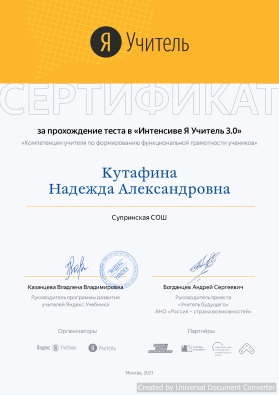 Я Учитель
СЕРТИФИКАТ
за прохождение теста в «Интенсиве Я Учитель 3.0»
«Компетенции учителя по формированию функциональной грамотности учеников»
Кутафина
Надежда Александровна
Супринская СОШ
Казанцева Владлена Владимировна
Богданцев Андрей Сергеевич
Руководитель программы развития
учителей Яндекс.Учебника
Руководитель проекта
«Учитель будущего»
АНО «Россия – страна возможностей»
Организаторы
Партнёры
Яндекс Учебник
Я Учитель
Москва, 2021
Created by Universal Document Converter